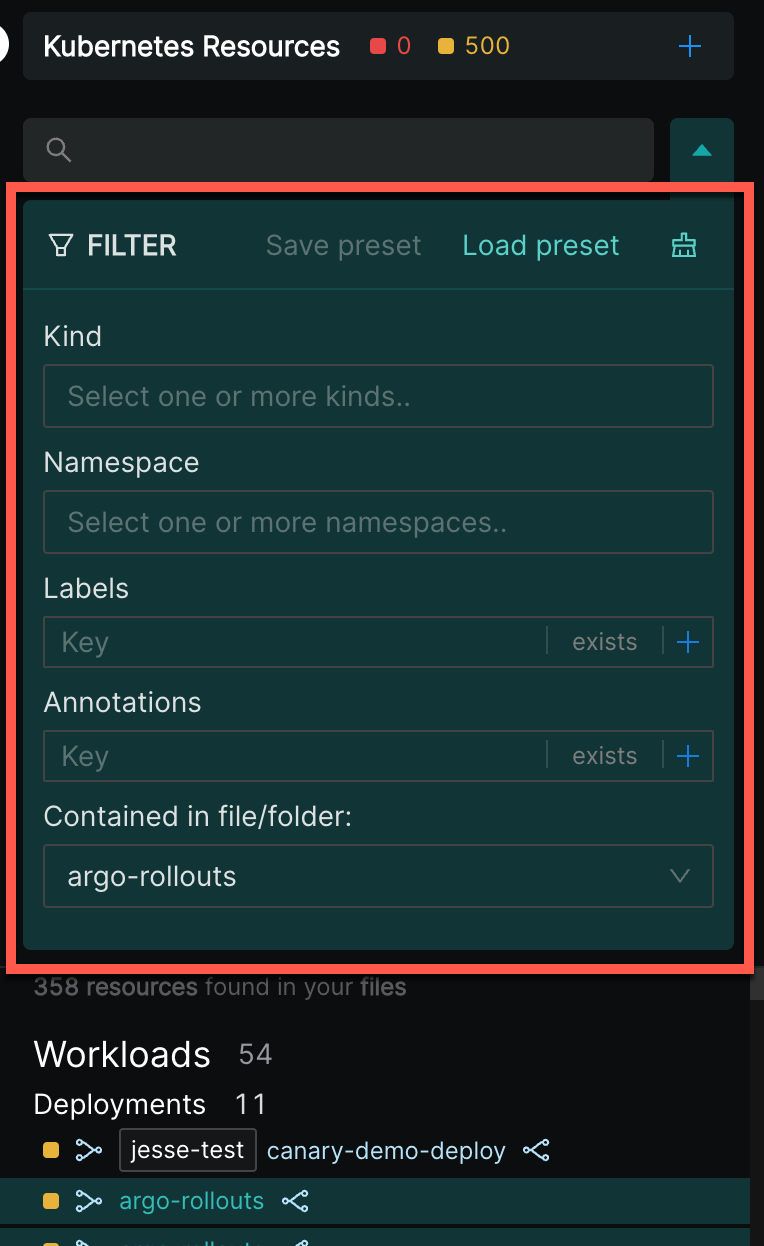 Kubernetes Resources 0 500
FILTER Save preset Load preset
Kind
Select one or more kinds..
Namespace
Select one or more namespaces..
Labels
Key exists
Annotations
Key exists
Contained in file/folder:
argo-rollouts
358 resources found in your files
Workloads 54
Deployments 11
jesse-test canary-demo-deploy
argo-rollouts